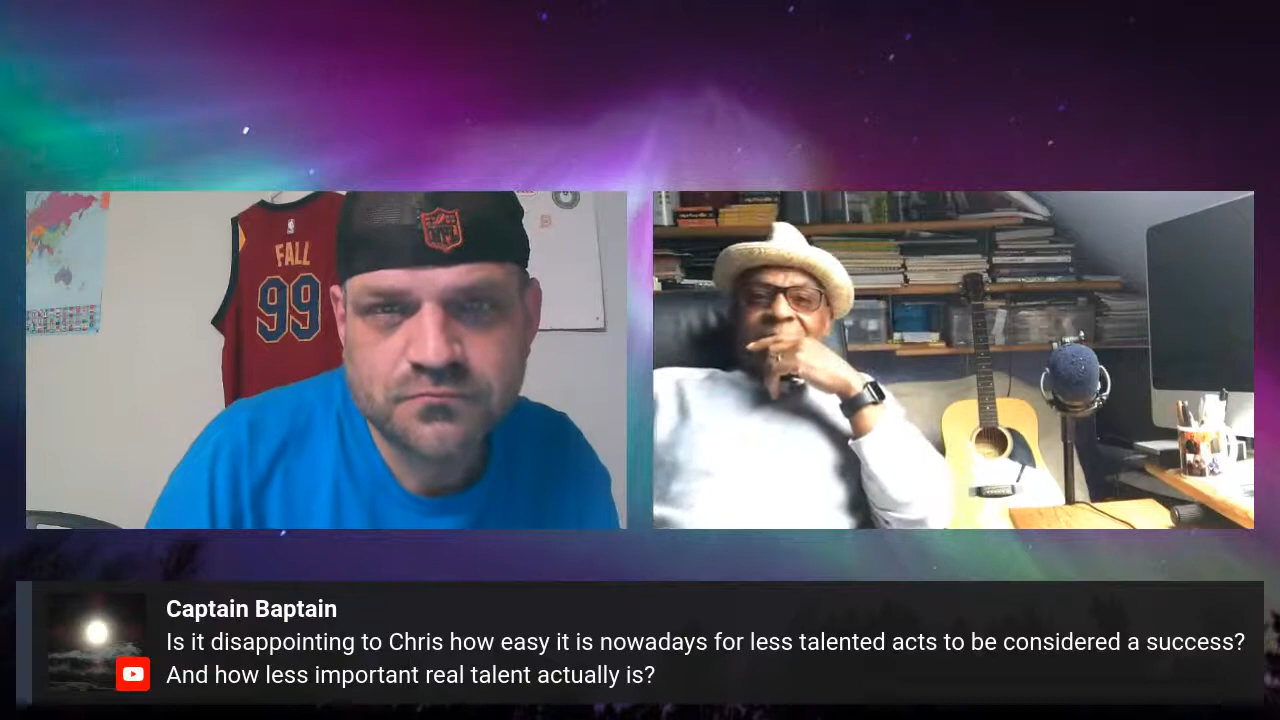 NFL
FALL
99
Captain Baptain
Is it disappointing to Chris how easy it is nowadays for less talented acts to be considered a success?
And how less important real talent actually is?